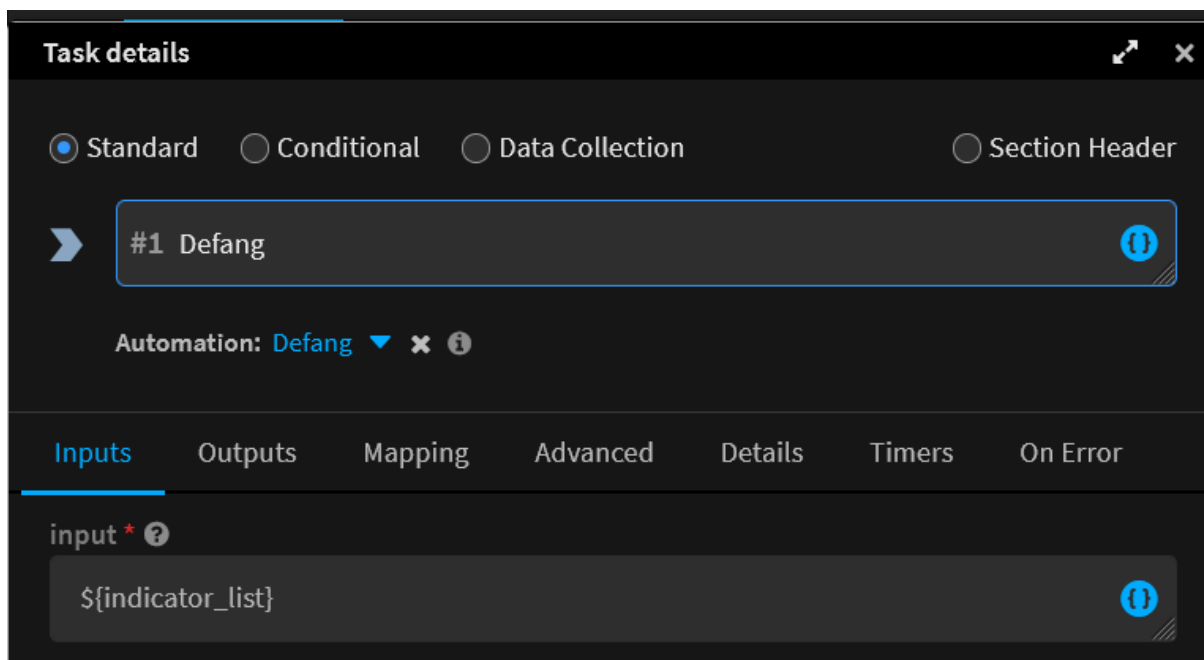 Task details
Standard Conditional Data Collection Section Header
#1 Defang
Automation: Defang
Inputs Outputs Mapping Advanced Details Timers On Error
input *
${indicator_list}